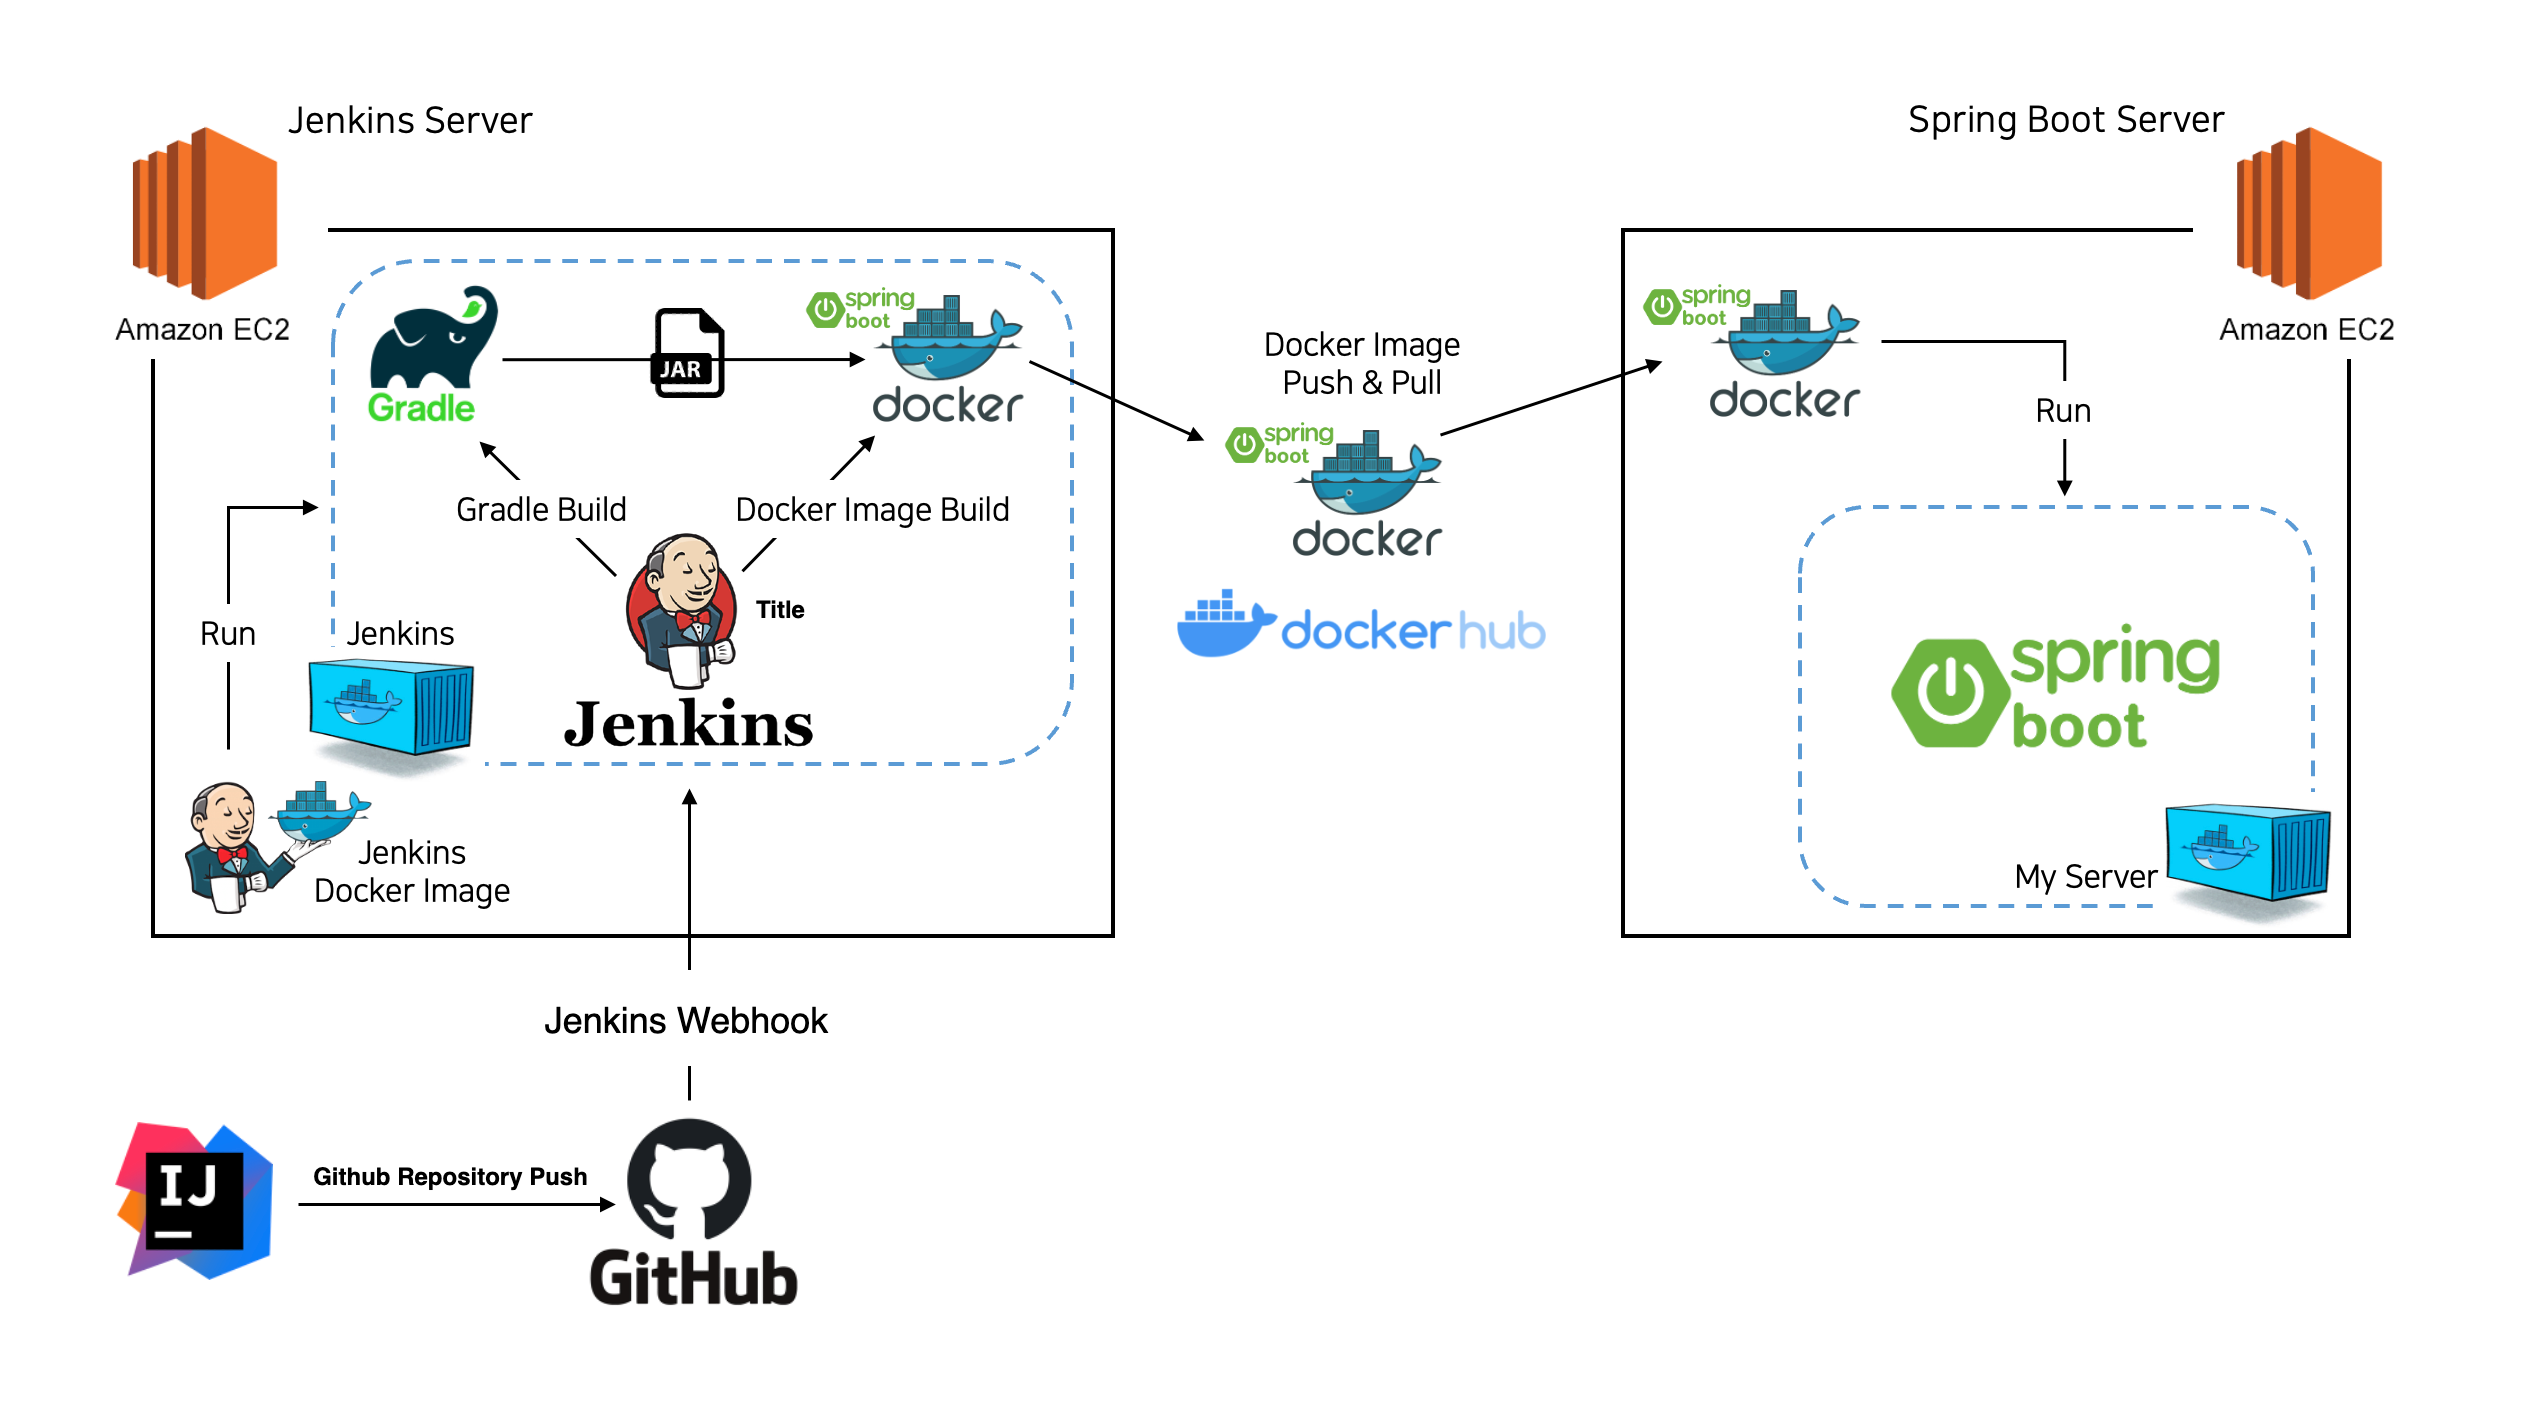 Jenkins Server
Spring Boot Server
Amazon EC2
Amazon EC2
Gradle
JAR
spring
boot
docker
Docker Image
Push & Pull
spring
boot
docker
dockerhub
spring
boot
docker
Run
Gradle Build
Docker Image Build
Title
Jenkins
Run
Jenkins
Jenkins
Docker Image
spring
boot
My Server
Jenkins Webhook
IJ
Github Repository Push
GitHub